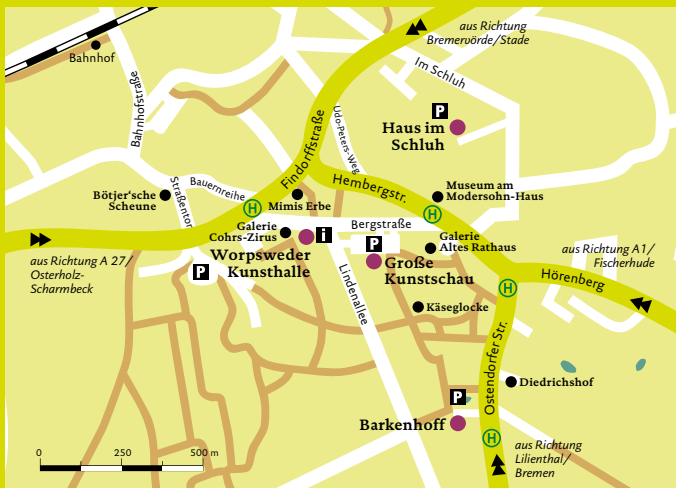 aus Richtung
Bremervörde/Stade
Bahnhof
Im Schluh
Bahnhofstraße
P
Haus im
Schluh
Udo-Peters-Weg
Findorffstraße
Hembergstr.
Bauernreihe
Straßentor
Bötjer‘sche
Scheune
Mimis Erbe
Museum am
Modersohn-Haus
H
H
Bergstraße
Galerie
Cohrs-Zirus
i
P
Galerie
Altes Rathaus
aus Richtung A 27/
Osterholz-
Scharmbeck
Worpsweder
Kunsthalle
P
Große
Kunstschau
aus Richtung A1/
Fischerhude
Hörenberg
H
Lindenallee
Käseglocke
Ostendorfer Str.
Diedrichshof
P
Barkenhoff
H
aus Richtung
Lilienthal/
Bremen
0 250 500 m